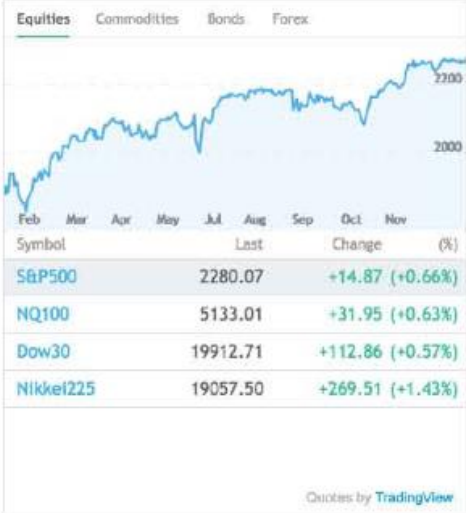 Equities Commodities Bonds Forex
2200
2000
Feb Mar Apr May Jul Aug Sep Oct Nov
Symbol Last Change (%)
S&P500 2280.07 +14.87 (+0.66%)
NQ100 5133.01 +31.95 (+0.63%)
Dow30 19912.71 +112.86 (+0.57%)
Nikkei225 19057.50 +269.51 (+1.43%)
Quotes by TradingView